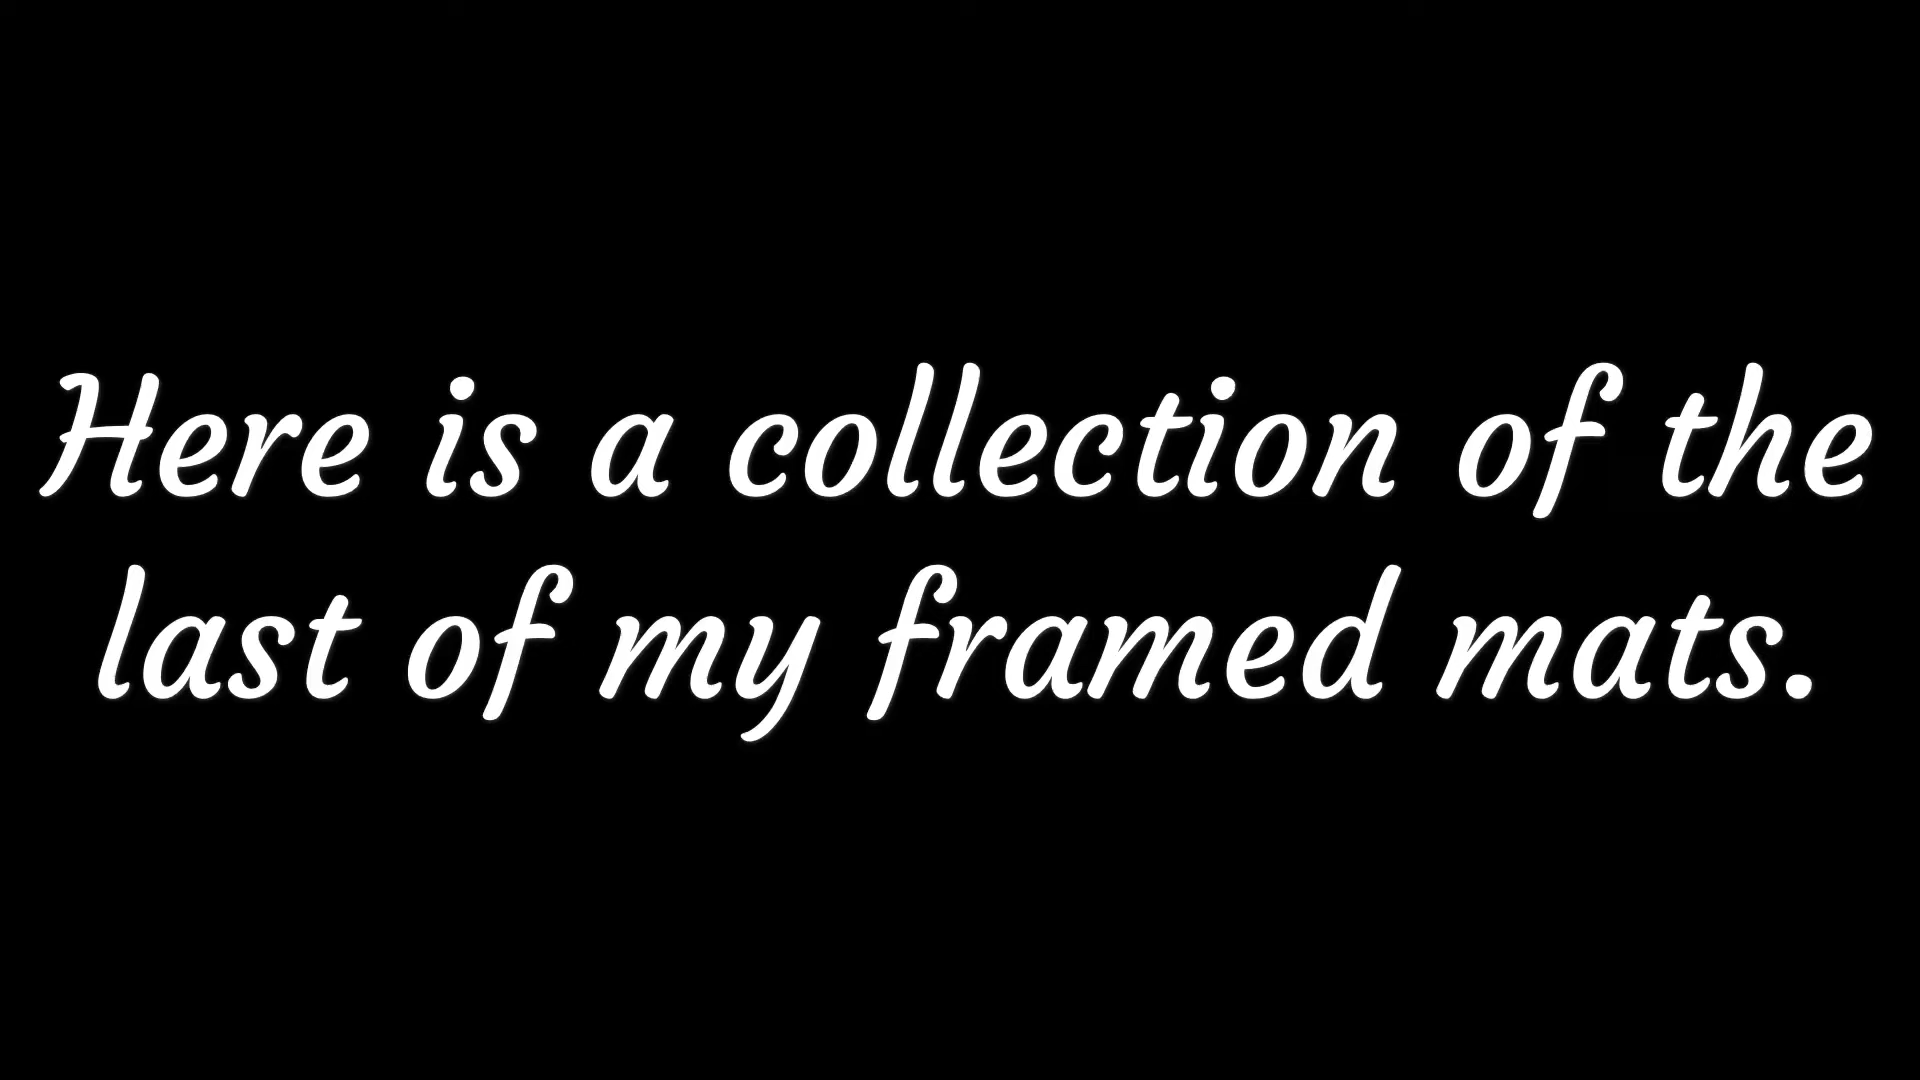 Here is a collection of the
last of my framed mats.